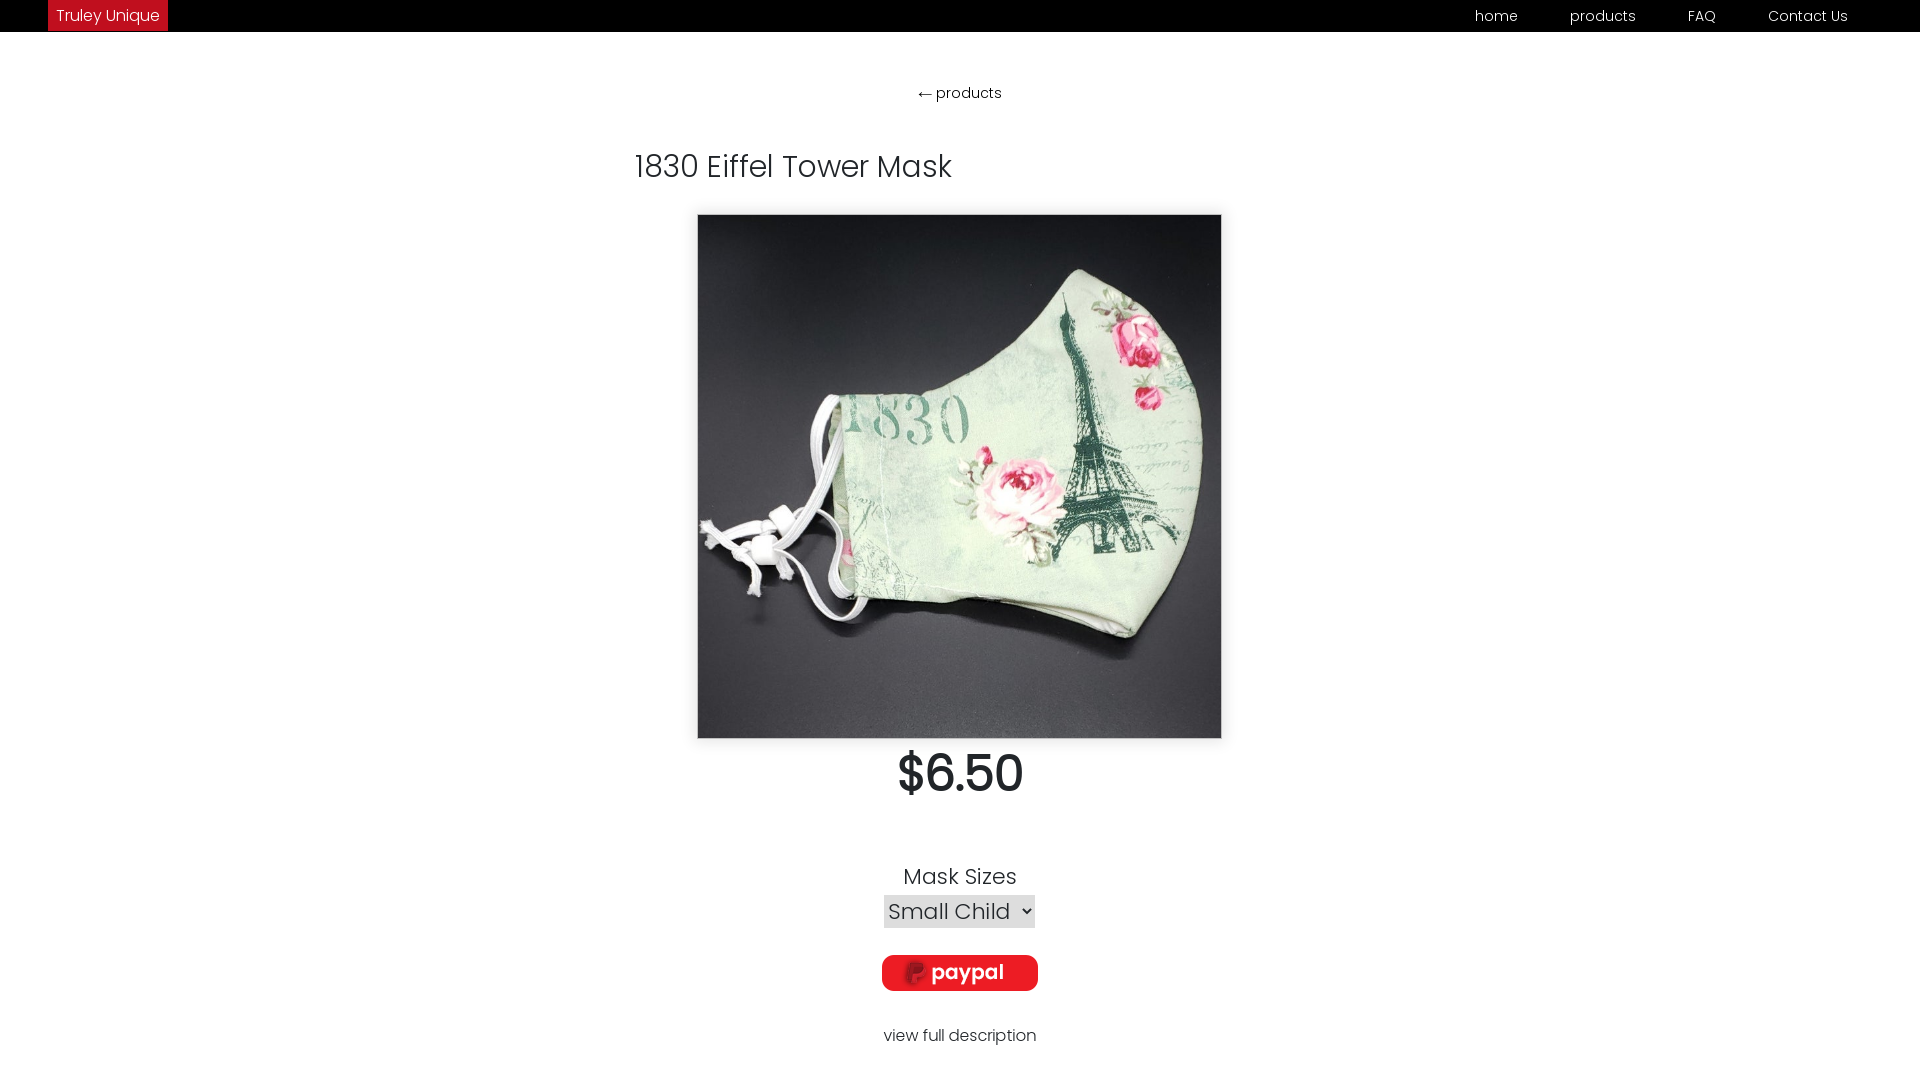 Truley Unique
home
products
FAQ
Contact Us
← products
1830 Eiffel Tower Mask
1830
$6.50
Mask Sizes
Small Child
paypal
view full description